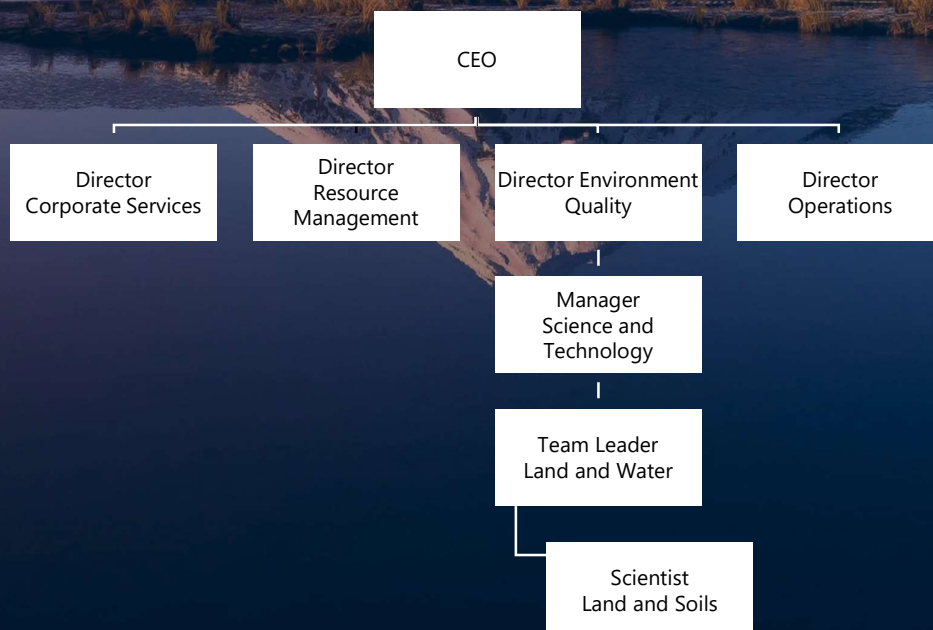 CEO
Director
Corporate Services
Director
Resource
Management
Director Environment
Quality
Director
Operations
Manager
Science and
Technology
Team Leader
Land and Water
Scientist
Land and Soils